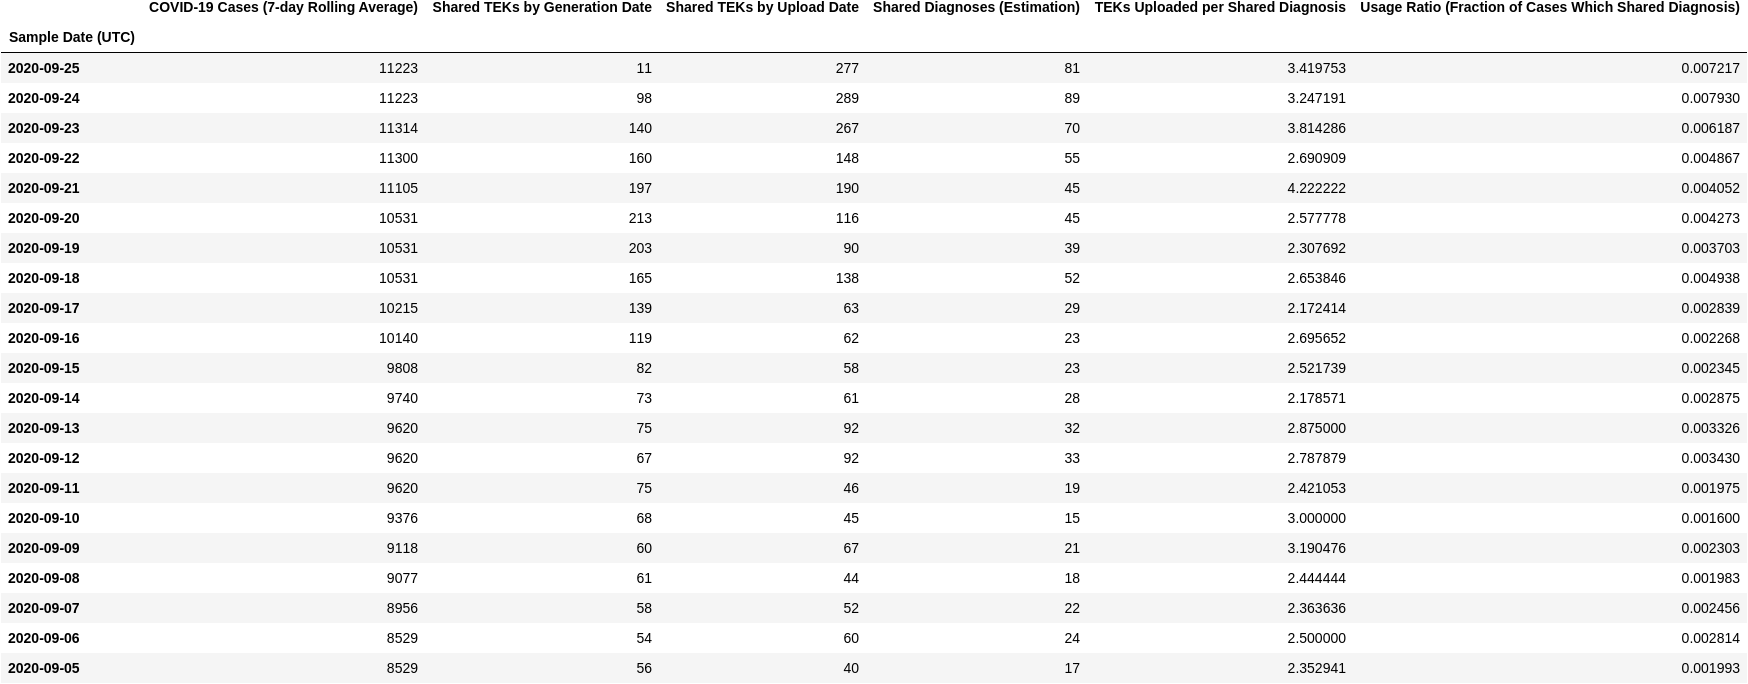 COVID-19 Cases (7-day Rolling Average) Shared TEKs by Generation Date Shared TEKs by Upload Date Shared Diagnoses (Estimation) TEKs Uploaded per Shared Diagnosis Usage Ratio (Fraction of Cases Which Shared Diagnosis)
Sample Date (UTC)
2020-09-25 11223 11 277 81 3.419753 0.007217
2020-09-24 11223 98 289 89 3.247191 0.007930
2020-09-23 11314 140 267 70 3.814286 0.006187
2020-09-22 11300 160 148 55 2.690909 0.004867
2020-09-21 11105 197 190 45 4.222222 0.004052
2020-09-20 10531 213 116 45 2.577778 0.004273
2020-09-19 10531 203 90 39 2.307692 0.003703
2020-09-18 10531 165 138 52 2.653846 0.004938
2020-09-17 10215 139 63 29 2.172414 0.002839
2020-09-16 10140 119 62 23 2.695652 0.002268
2020-09-15 9808 82 58 23 2.521739 0.002345
2020-09-14 9740 73 61 28 2.178571 0.002875
2020-09-13 9620 75 92 32 2.875000 0.003326
2020-09-12 9620 67 92 33 2.787879 0.003430
2020-09-11 9620 75 46 19 2.421053 0.001975
2020-09-10 9376 68 45 15 3.000000 0.001600
2020-09-09 9118 60 67 21 3.190476 0.002303
2020-09-08 9077 61 44 18 2.444444 0.001983
2020-09-07 8956 58 52 22 2.363636 0.002456
2020-09-06 8529 54 60 24 2.500000 0.002814
2020-09-05 8529 56 40 17 2.352941 0.001993